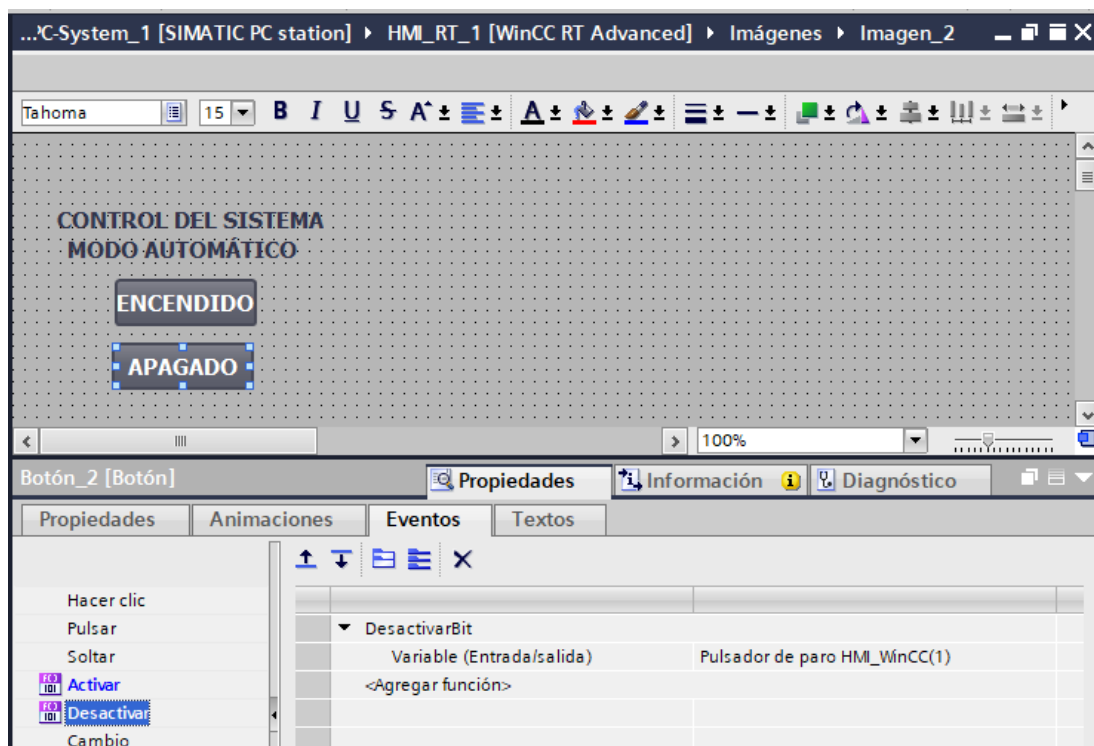 ...PC-System_1 [SIMATIC PC station] ▸ HMI_RT_1 [WinCC RT Advanced] ▸ Imágenes ▸ Imagen_2
Tahoma 15 B I U S A A
CONTROL DEL SISTEMA
MODO AUTOMÁTICO
ENCENDIDO
APAGADO
100%
Botón_2 [Botón] Propiedades Información Diagnóstico
Propiedades Animaciones Eventos Textos
Hacer clic
Pulsar DesactivarBit
Soltar Variable (Entrada/salida) Pulsador de paro HMI_WinCC(1)
Activar <Agregar función>
Desactivar
Cambio